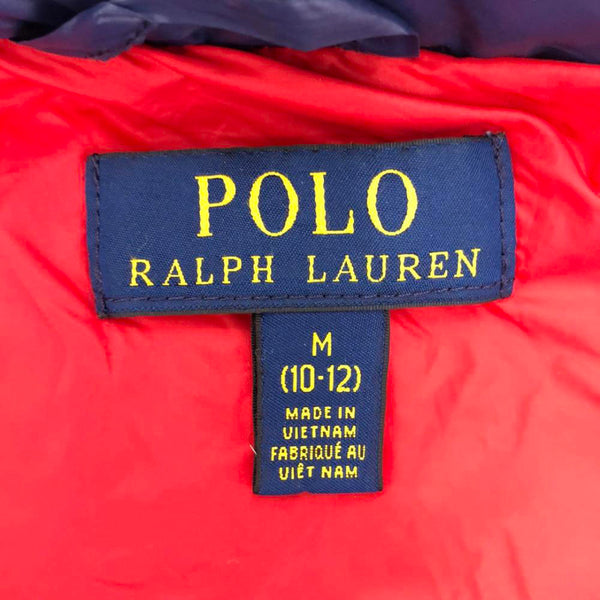 POLO
RALPH LAUREN
M
(10-12)
MADE IN
VIETNAM
FABRIQUÉ AU
VIÊT NAM